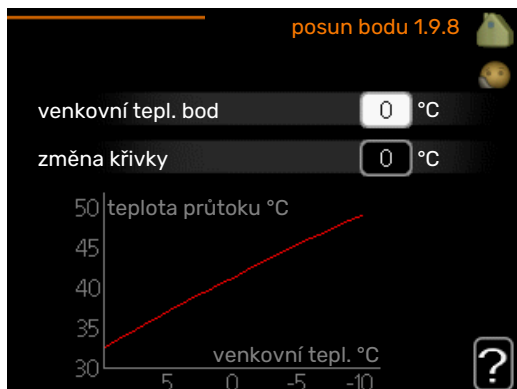 posun bodu 1.9.8
venkovní tepl. bod 0 °C
změna křivky 0 °C
50 teplota průtoku °C
45
40
35
30 venkovní tepl. °C
5 0 -5 -10
?